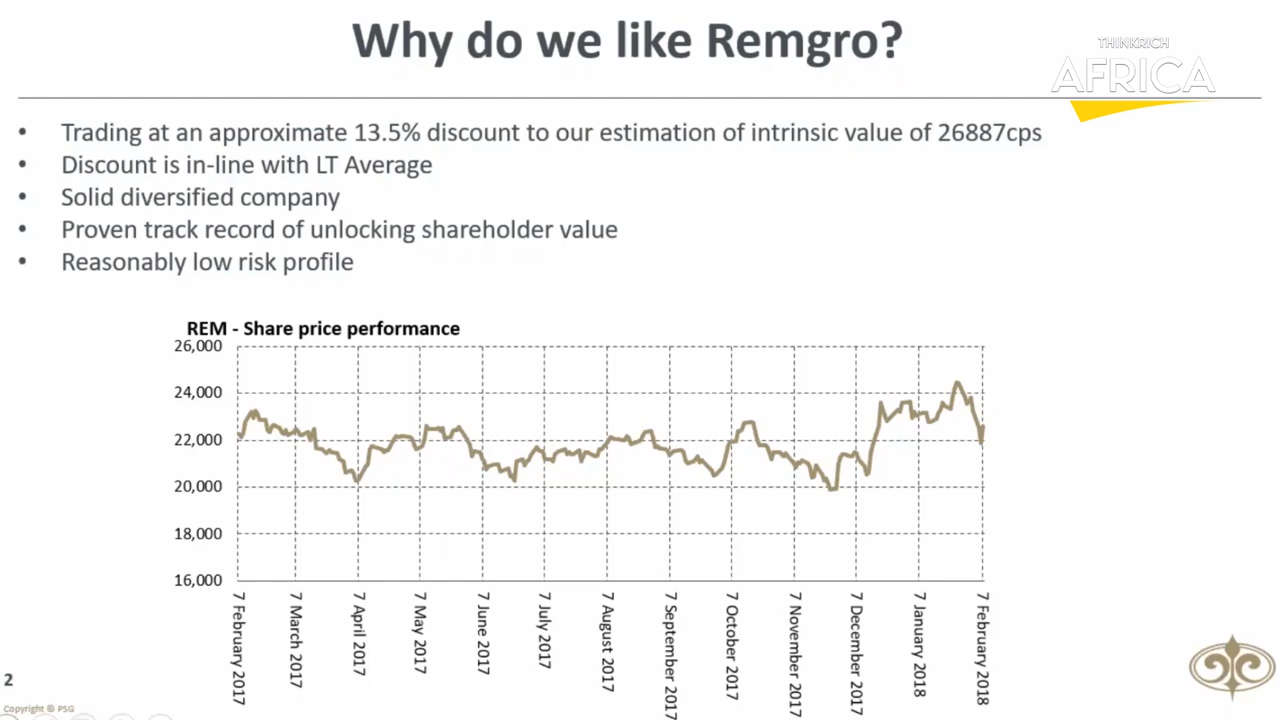 Why do we like Remgro?
THINKRICH
AFRICA
• Trading at an approximate 13.5% discount to our estimation of intrinsic value of 26887cps
• Discount is in-line with LT Average
• Solid diversified company
• Proven track record of unlocking shareholder value
• Reasonably low risk profile
REM - Share price performance
26,000
24,000
22,000
20,000
18,000
16,000
7 February 2017
7 March 2017
7 April 2017
7 May 2017
7 June 2017
7 July 2017
7 August 2017
7 September 2017
7 October 2017
7 November 2017
7 December 2017
7 January 2018
7 February 2018
2
Copyright © PSG